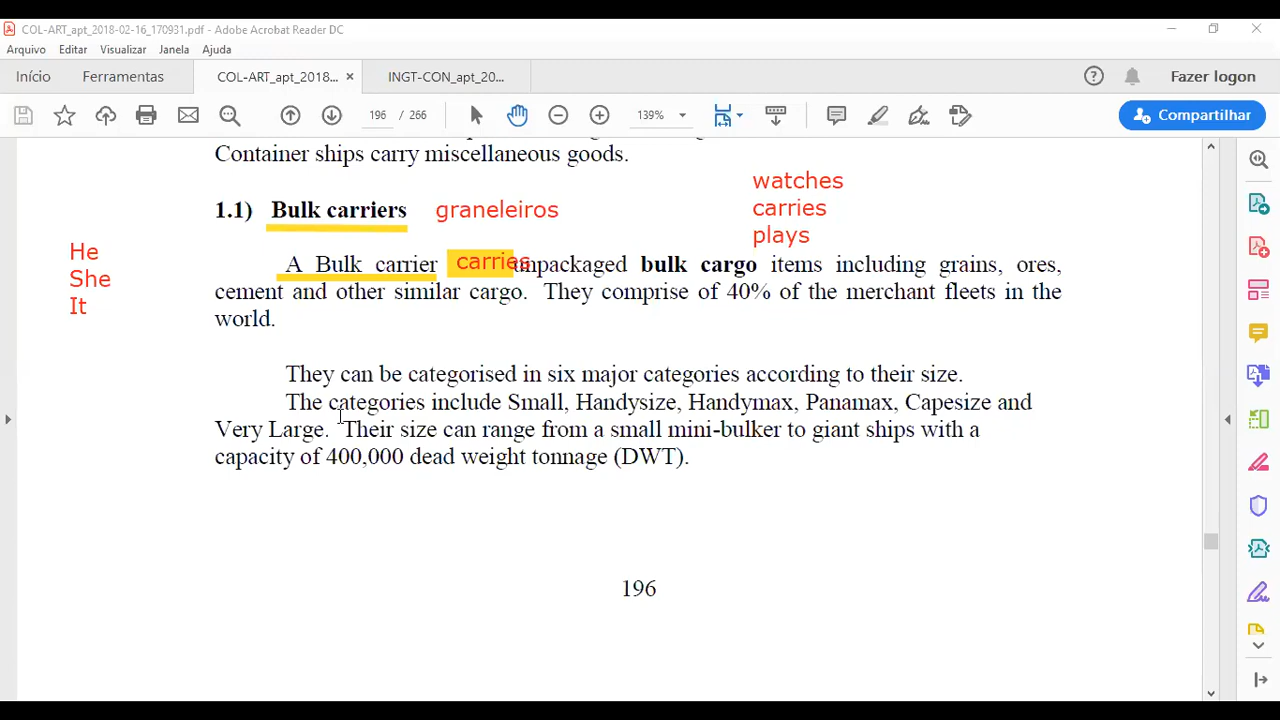 COL-ART_apt_2018-02-16_170931.pdf - Adobe Acrobat Reader DC
Arquivo Editar Visualizar Janela Ajuda
Início Ferramentas COL-ART_apt_2018... × INGT-CON_apt_20... Fazer logon
196 / 266 139% Compartilhar
Container ships carry miscellaneous goods.
watches
1.1) Bulk carriers graneleiros carries
plays
He
A Bulk carrier carries unpackaged bulk cargo items including grains, ores,
She
cement and other similar cargo. They comprise of 40% of the merchant fleets in the
It
world.
They can be categorised in six major categories according to their size.
The categories include Small, Handysize, Handymax, Panamax, Capesize and
Very Large. Their size can range from a small mini-bulker to giant ships with a
capacity of 400,000 dead weight tonnage (DWT).
196